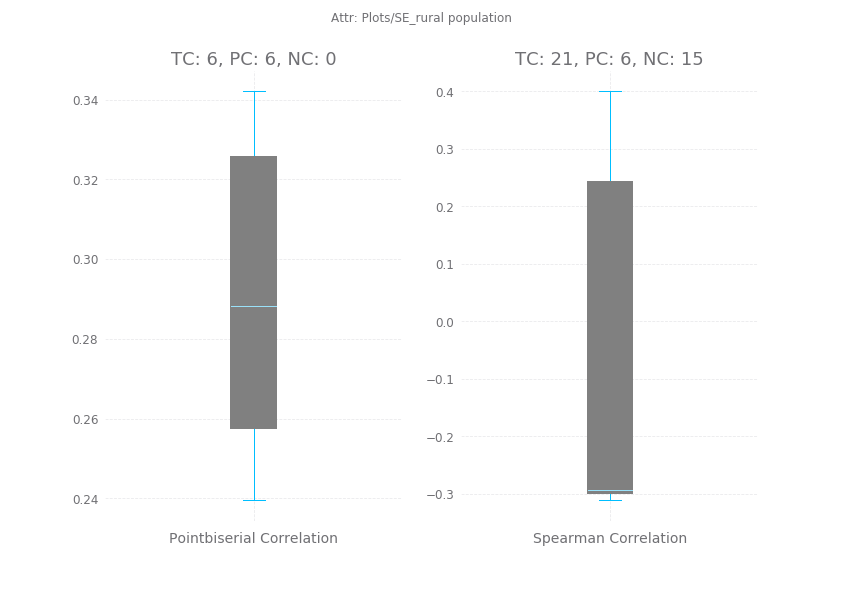 Attr: Plots/SE_rural population
TC: 6, PC: 6, NC: 0
0.34
0.32
0.30
0.28
0.26
0.24
Pointbiserial Correlation
TC: 21, PC: 6, NC: 15
0.4
0.3
0.2
0.1
0.0
−0.1
−0.2
−0.3
Spearman Correlation